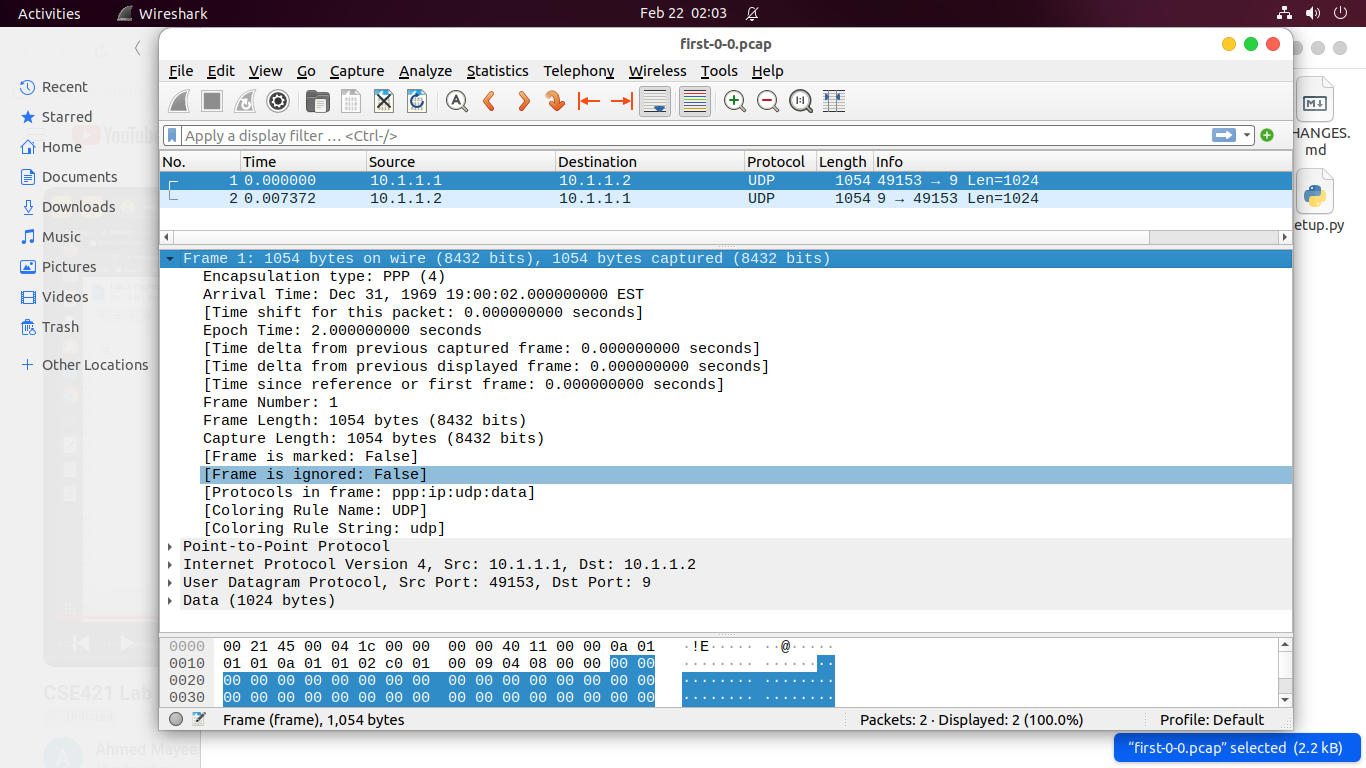 Activities Wireshark Feb 22 02:03
first-0-0.pcap
File Edit View Go Capture Analyze Statistics Telephony Wireless Tools Help
Apply a display filter … <Ctrl-/>
No. Time Source Destination Protocol Length Info
1 0.000000 10.1.1.1 10.1.1.2 UDP 1054 49153 → 9 Len=1024
2 0.007372 10.1.1.2 10.1.1.1 UDP 1054 9 → 49153 Len=1024
Frame 1: 1054 bytes on wire (8432 bits), 1054 bytes captured (8432 bits)
Encapsulation type: PPP (4)
Arrival Time: Dec 31, 1969 19:00:02.000000000 EST
[Time shift for this packet: 0.000000000 seconds]
Epoch Time: 2.000000000 seconds
[Time delta from previous captured frame: 0.000000000 seconds]
[Time delta from previous displayed frame: 0.000000000 seconds]
[Time since reference or first frame: 0.000000000 seconds]
Frame Number: 1
Frame Length: 1054 bytes (8432 bits)
Capture Length: 1054 bytes (8432 bits)
[Frame is marked: False]
[Frame is ignored: False]
[Protocols in frame: ppp:ip:udp:data]
[Coloring Rule Name: UDP]
[Coloring Rule String: udp]
Point-to-Point Protocol
Internet Protocol Version 4, Src: 10.1.1.1, Dst: 10.1.1.2
User Datagram Protocol, Src Port: 49153, Dst Port: 9
Data (1024 bytes)
0000 00 21 45 00 04 1c 00 00 00 00 40 11 00 00 0a 01 ·!E····· ··@·····
0010 01 01 0a 01 01 02 c0 01 00 09 04 08 00 00 00 00 ········ ········
0020 00 00 00 00 00 00 00 00 00 00 00 00 00 00 00 00 ········ ········
0030 00 00 00 00 00 00 00 00 00 00 00 00 00 00 00 00 ········ ········
Frame (frame), 1,054 bytes Packets: 2 · Displayed: 2 (100.0%) Profile: Default
Recent
Starred
Home
Documents
Downloads
Music
Pictures
Videos
Trash
Other Locations
YouTube
CSE421 Lab
Ahmed Mayee
HANGES.
md
etup.py
"first-0-0.pcap" selected (2.2 kB)